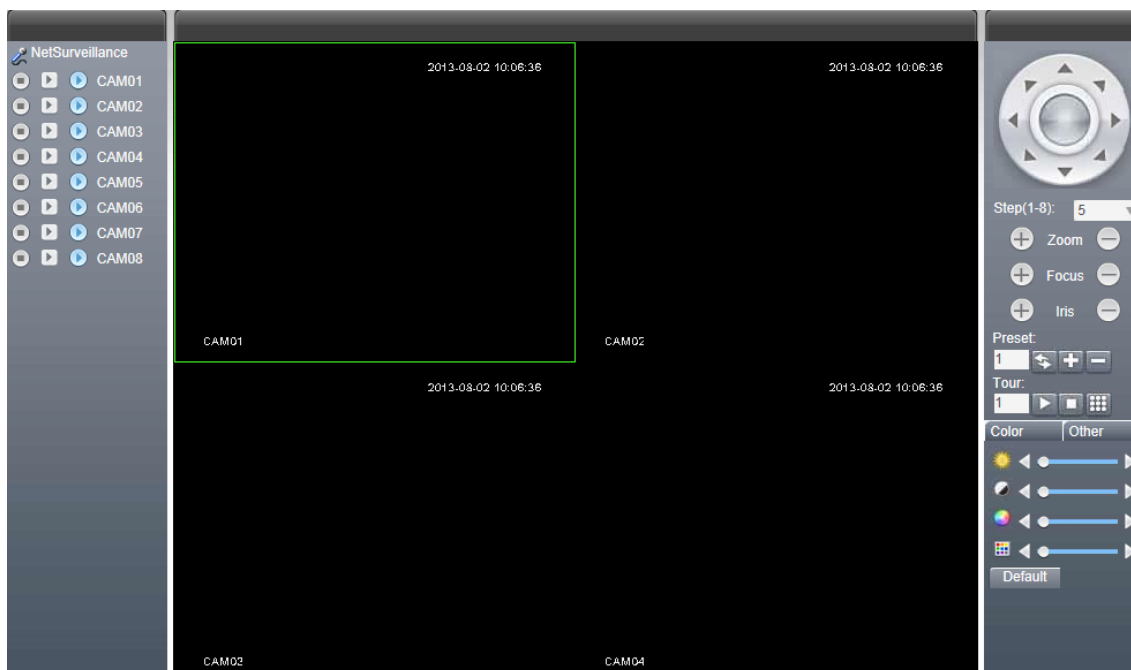 NetSurveillance
CAM01
CAM02
CAM03
CAM04
CAM05
CAM06
CAM07
CAM08
2013-08-02 10:06:36
2013-08-02 10:06:36
CAM01
CAM02
2013-08-02 10:06:36
2013-08-02 10:06:36
CAM03
CAM04
Step(1-8): 5
Zoom
Focus
Iris
Preset:
1
Tour:
1
Color Other
Default